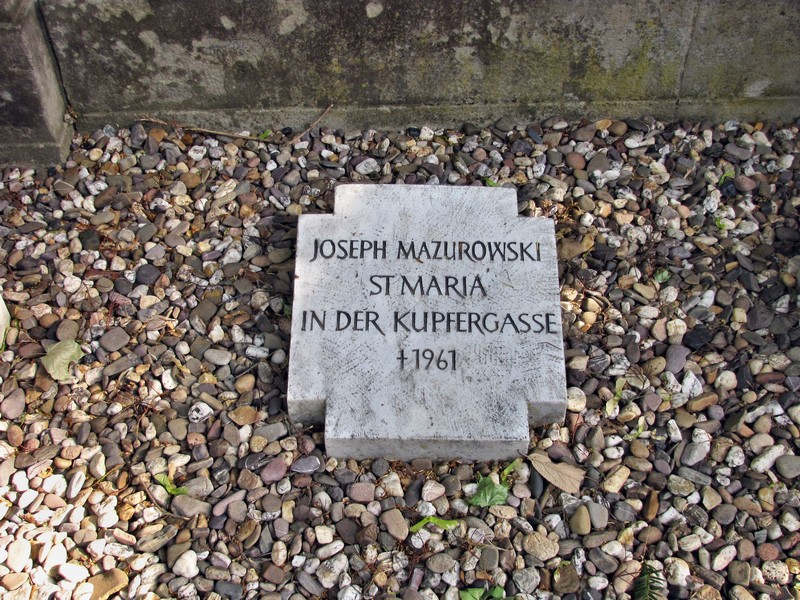 JOSEPH MAZUROWSKI
ST MARIA
IN DER KUPFERGASSE
†1961